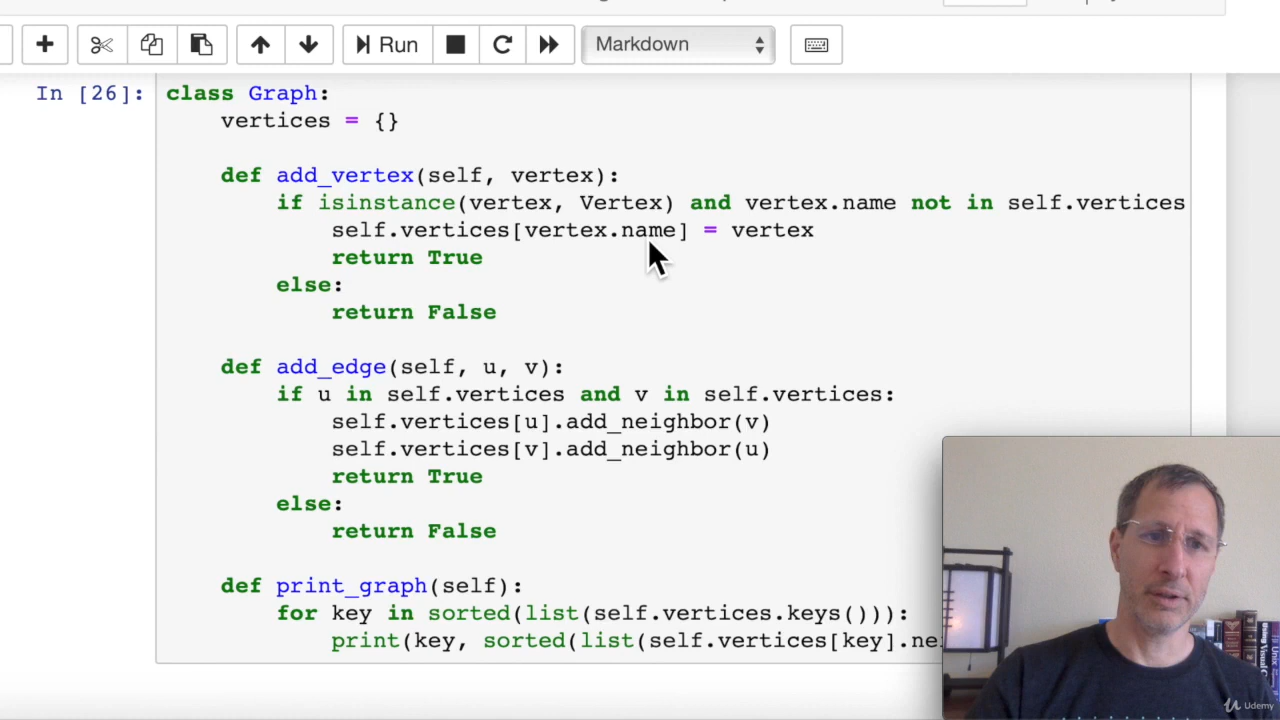 Run
Markdown
In [26]:
class Graph:
vertices = {}
def add_vertex(self, vertex):
if isinstance(vertex, Vertex) and vertex.name not in self.vertices
self.vertices[vertex.name] = vertex
return True
else:
return False
def add_edge(self, u, v):
if u in self.vertices and v in self.vertices:
self.vertices[u].add_neighbor(v)
self.vertices[v].add_neighbor(u)
return True
else:
return False
def print_graph(self):
for key in sorted(list(self.vertices.keys())):
print(key, sorted(list(self.vertices[key].ne
Unix
Udemy